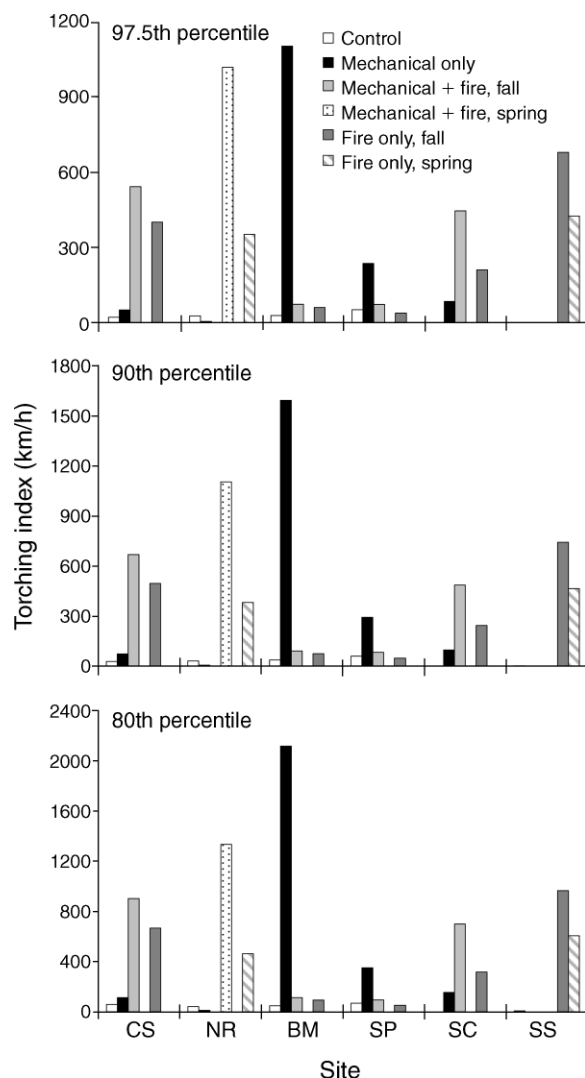 97.5th percentile
Control
Mechanical only
Mechanical + fire, fall
Mechanical + fire, spring
Fire only, fall
Fire only, spring
1200
900
600
300
0
90th percentile
1800
1500
1200
900
600
300
0
Torching index (km/h)
80th percentile
2400
2000
1600
1200
800
400
0
CS NR BM SP SC SS
Site